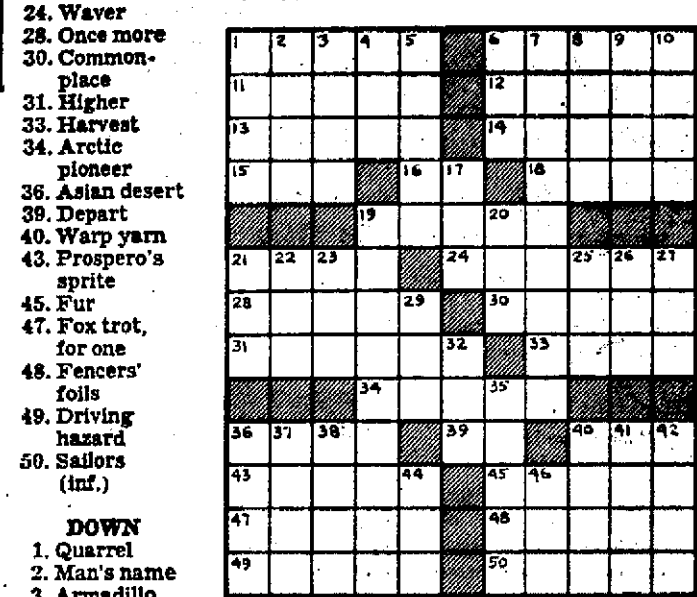 24. Waver
28. Once more
30. Common-
place
31. Higher
33. Harvest
34. Arctic
pioneer
36. Asian desert
39. Depart
40. Warp yarn
43. Prospero's
sprite
45. Fur
47. Fox trot,
for one
48. Fencers'
foils
49. Driving
hazard
50. Sailors
(inf.)
DOWN
1. Quarrel
2. Man's name
3. Armadillo
1 2 3 4 5 6 7 8 9 10
11 12
13 14
15 16 17 18
19 20
21 22 23 24 25 26 27
28 29 30
31 32 33
34 35
36 37 38 39 40 41 42
43 44 45 46
47 48
49 50